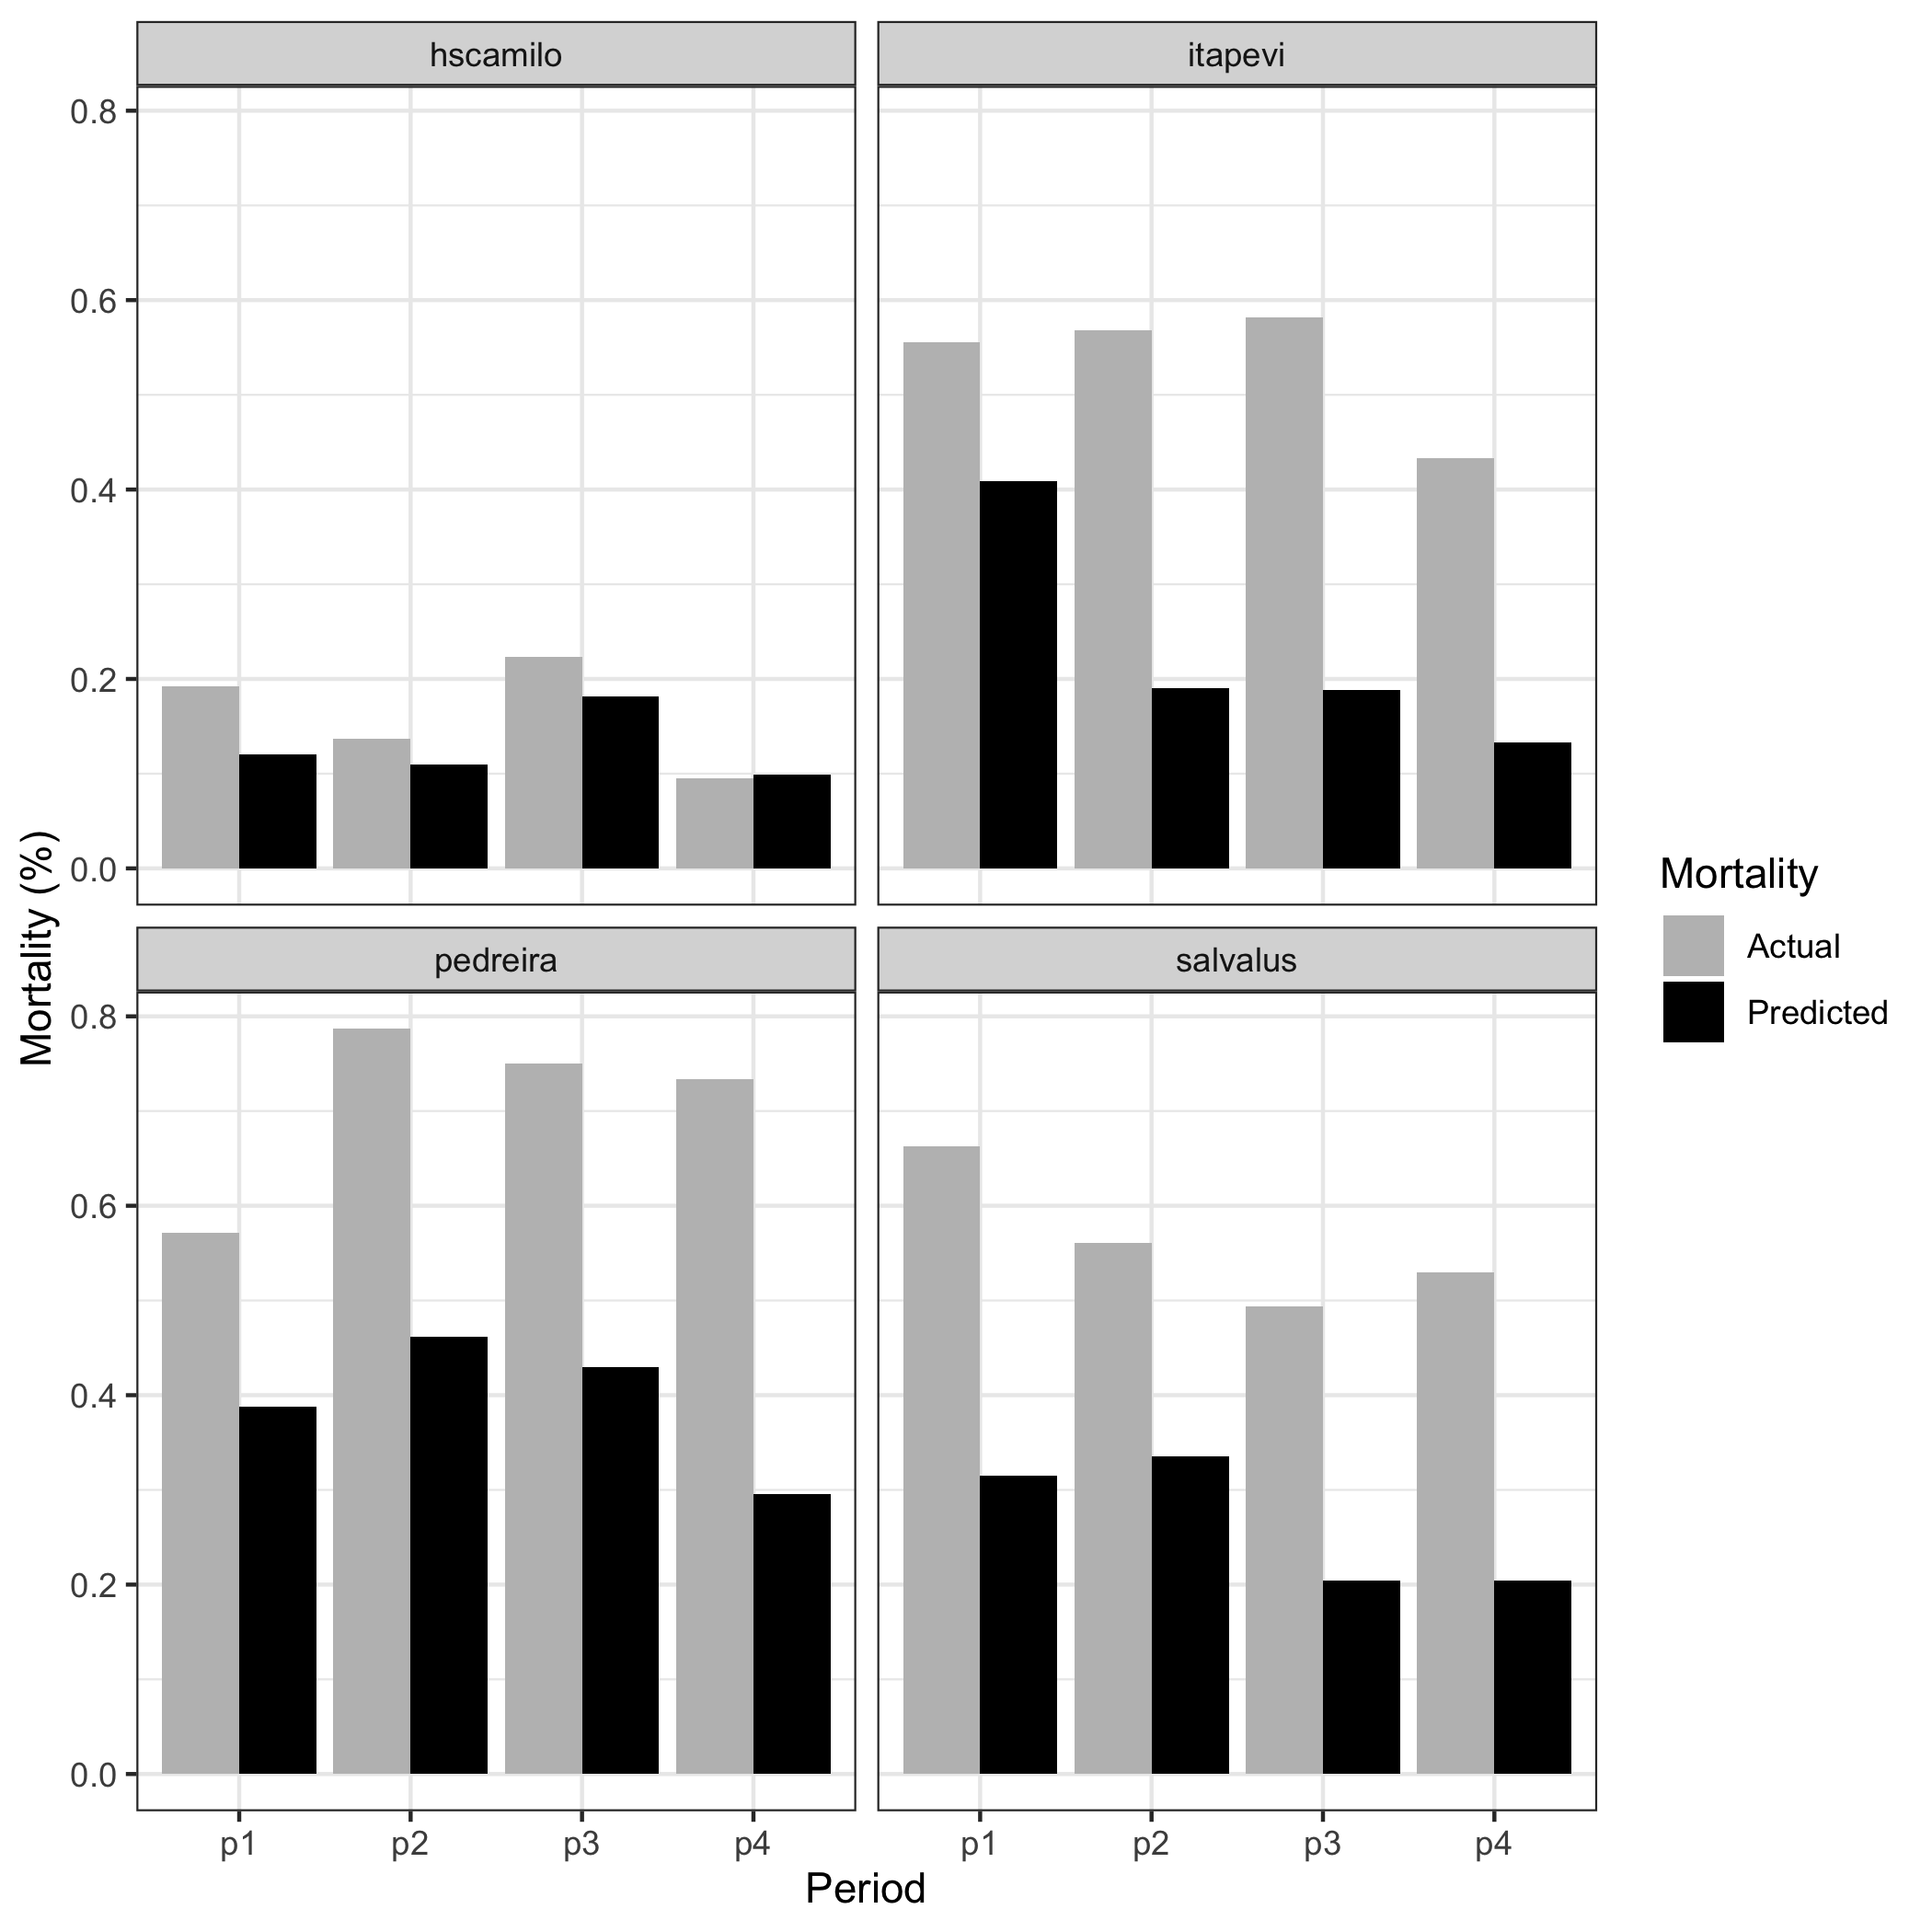 hscamilo
itapevi
0.8
0.6
0.4
0.2
0.0
pedreira
salvalus
0.8
0.6
0.4
0.2
0.0
p1
p2
p3
p4
p1
p2
p3
p4
Period
Mortality (%)
Mortality
Actual
Predicted